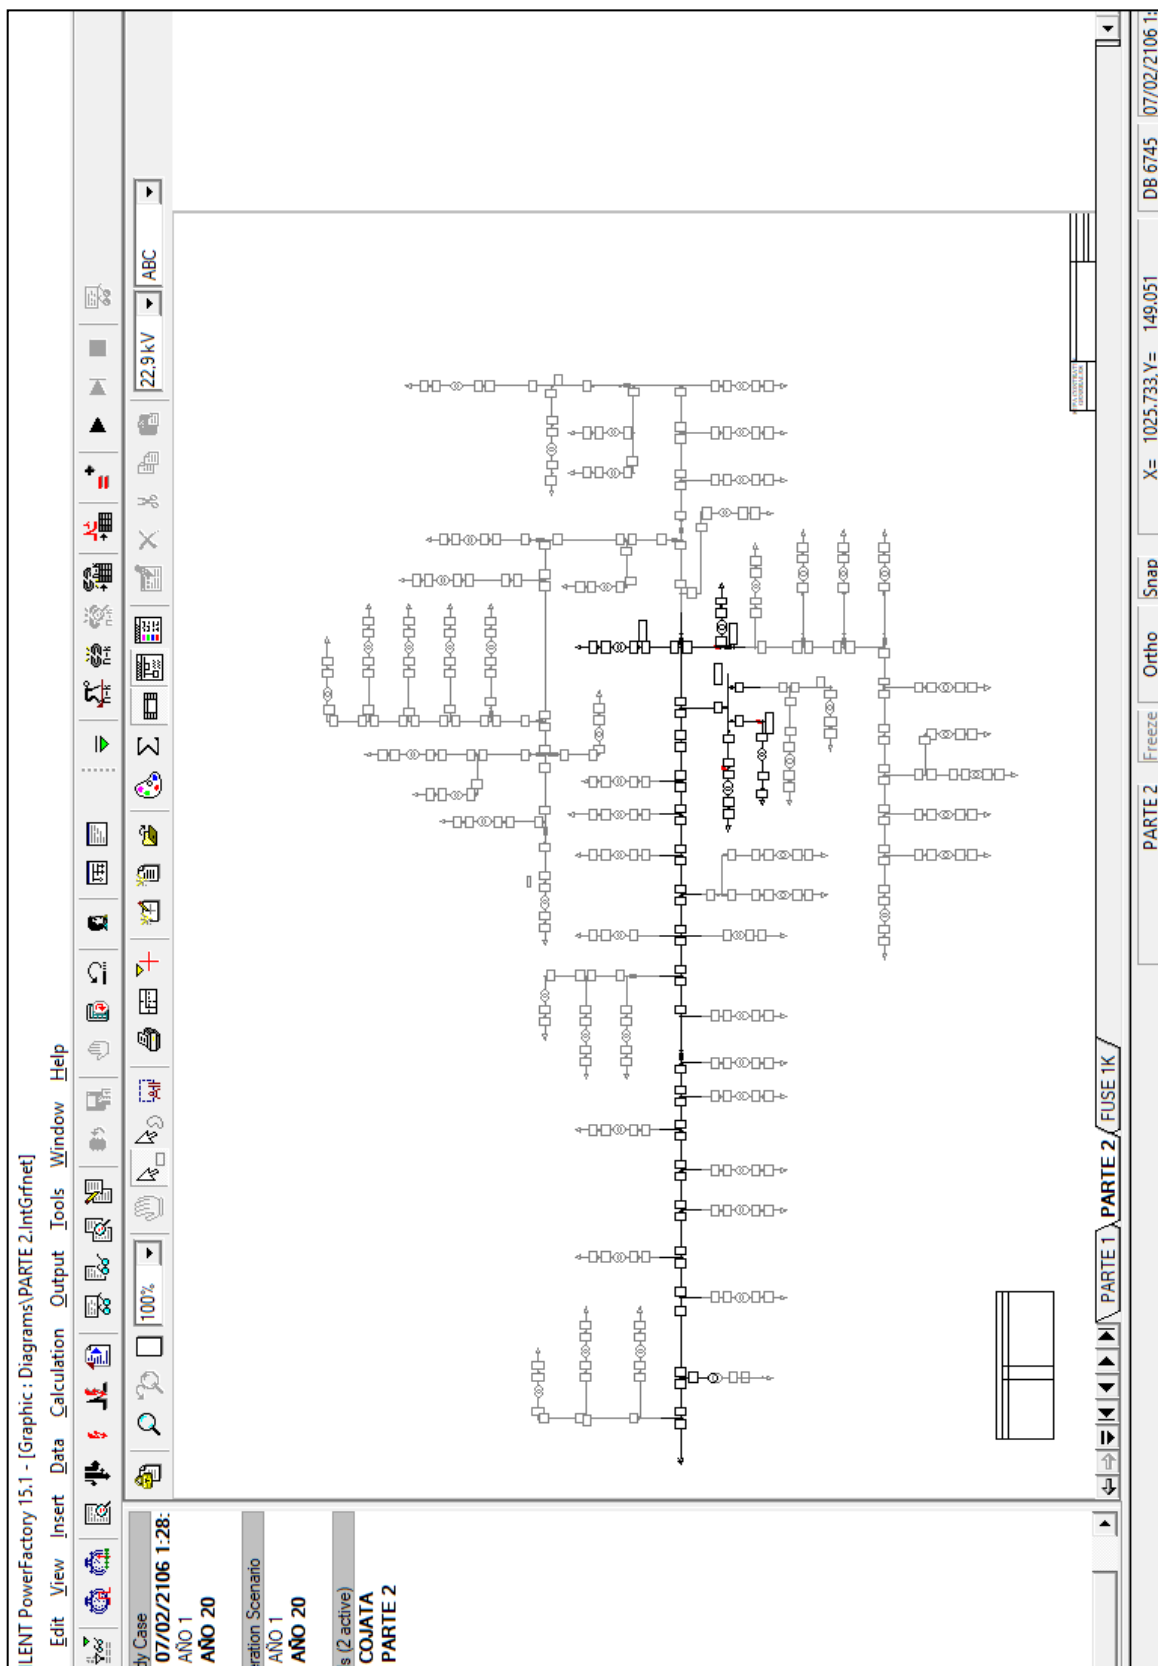 LENT PowerFactory 15.1 - [Graphic : Diagrams\PARTE 2.IntGrfnet]
Edit View Insert Data Calculation Output Tools Window Help
100%
22,9 kV
ABC
dy Case
07/02/2106 1:28:
AÑO 1
AÑO 20
eration Scenario
AÑO 1
AÑO 20
s (2 active)
COJATA
PARTE 2
PARTE 1
PARTE 2
FUSE 1K
PARTE 2
Freeze
Ortho
Snap
X= 1025,733,Y= 149,051
DB 6745
07/02/2106 1: